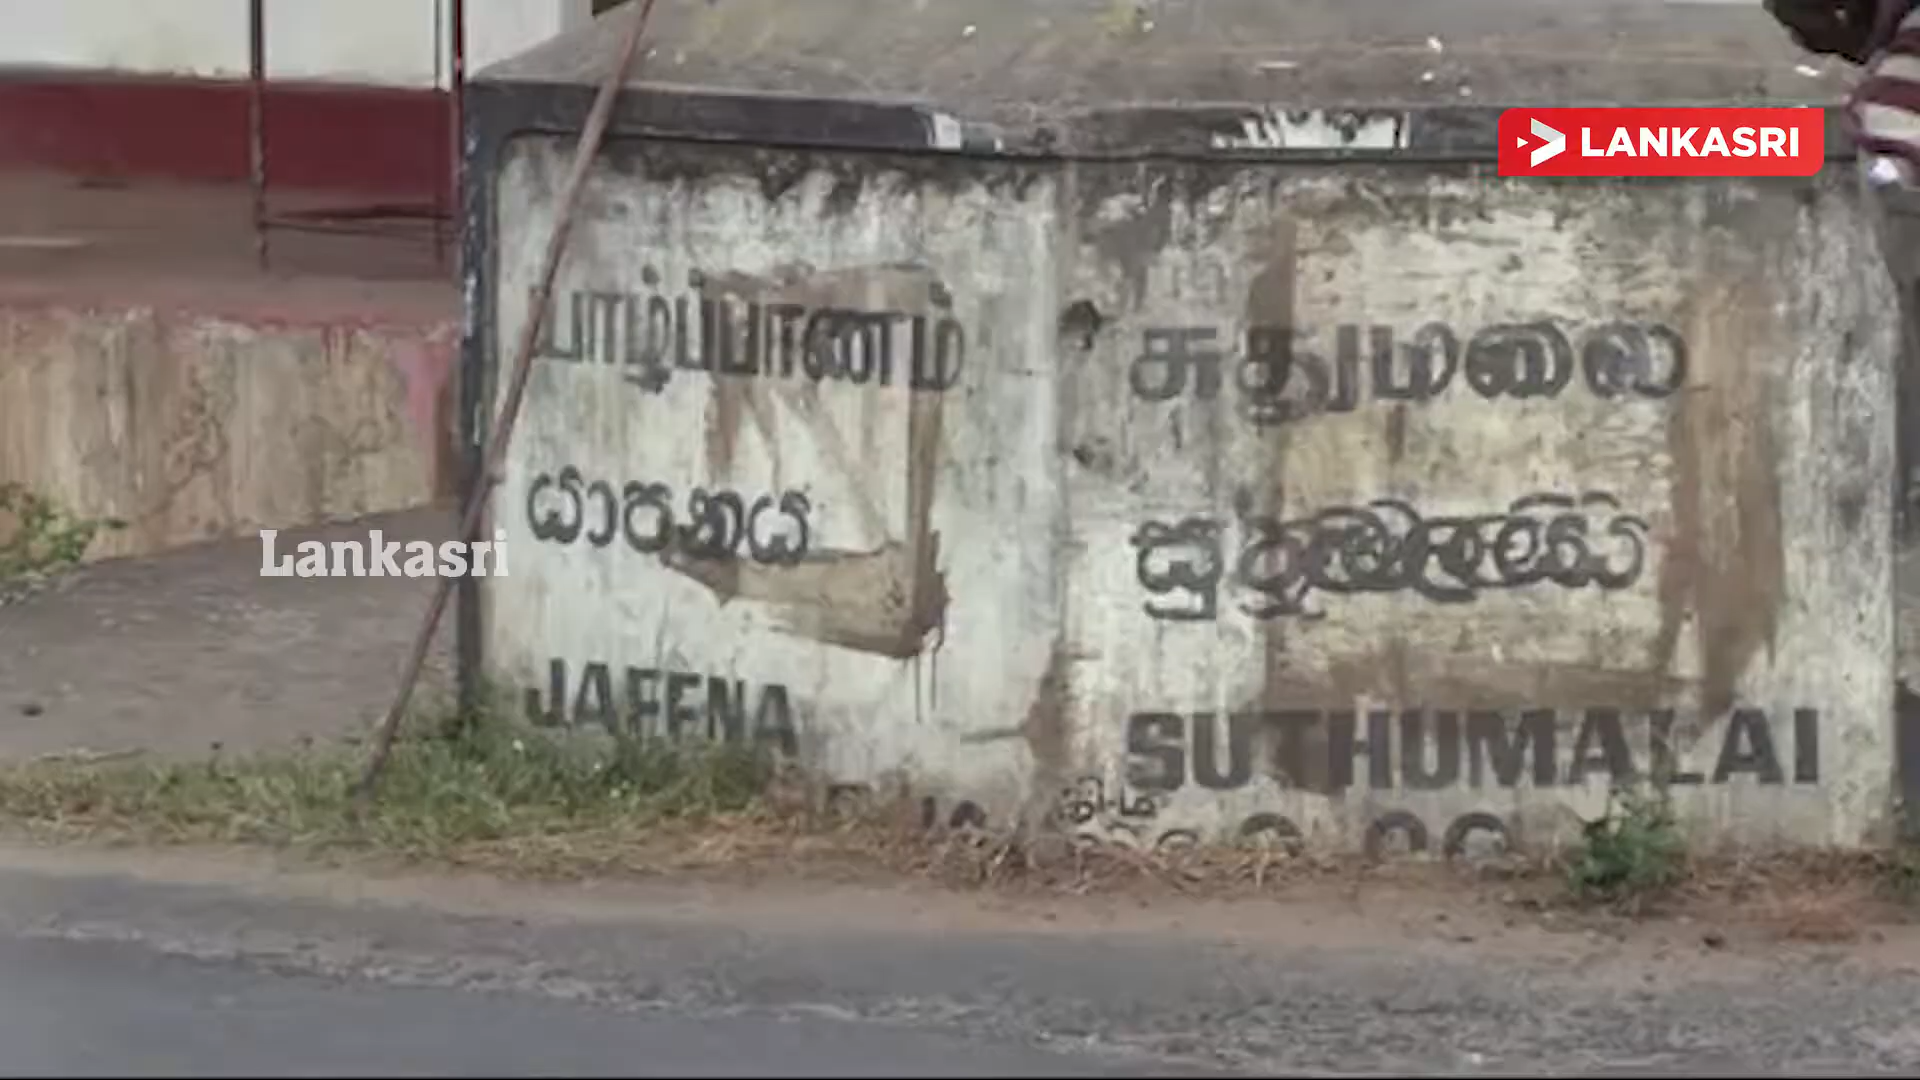 LANKASRI
யாழ்ப்பாணம்
යාපනය
JAFFNA
சுதுமலை
සුදුමලෙයි
SUTHUMALAI
Lankasri